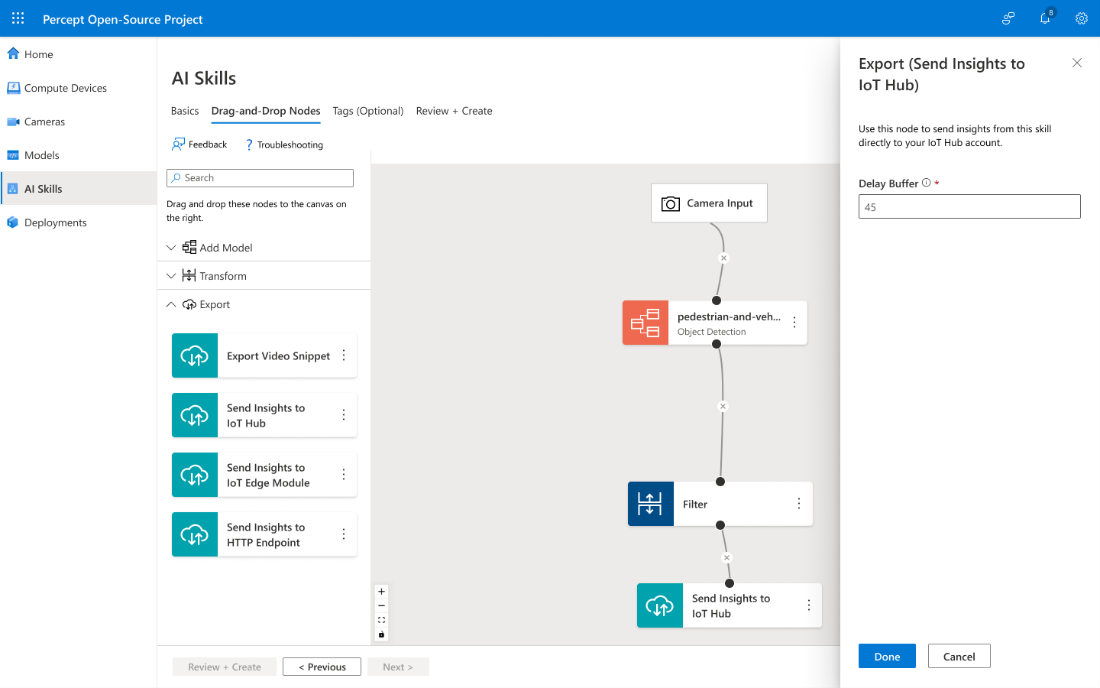 Percept Open-Source Project
8
Home
Compute Devices
Cameras
Models
AI Skills
Deployments
AI Skills
Basics
Drag-and-Drop Nodes
Tags (Optional)
Review + Create
Feedback
? Troubleshooting
Search
Drag and drop these nodes to the canvas on
the right.
Add Model
Transform
Export
Export Video Snippet
Send Insights to
IoT Hub
Send Insights to
IoT Edge Module
Send Insights to
HTTP Endpoint
Camera Input
pedestrian-and-veh...
Object Detection
Filter
Send Insights to
IoT Hub
Review + Create
< Previous
Next >
Export (Send Insights to
IoT Hub)
Use this node to send insights from this skill
directly to your IoT Hub account.
Delay Buffer *
45
Done
Cancel